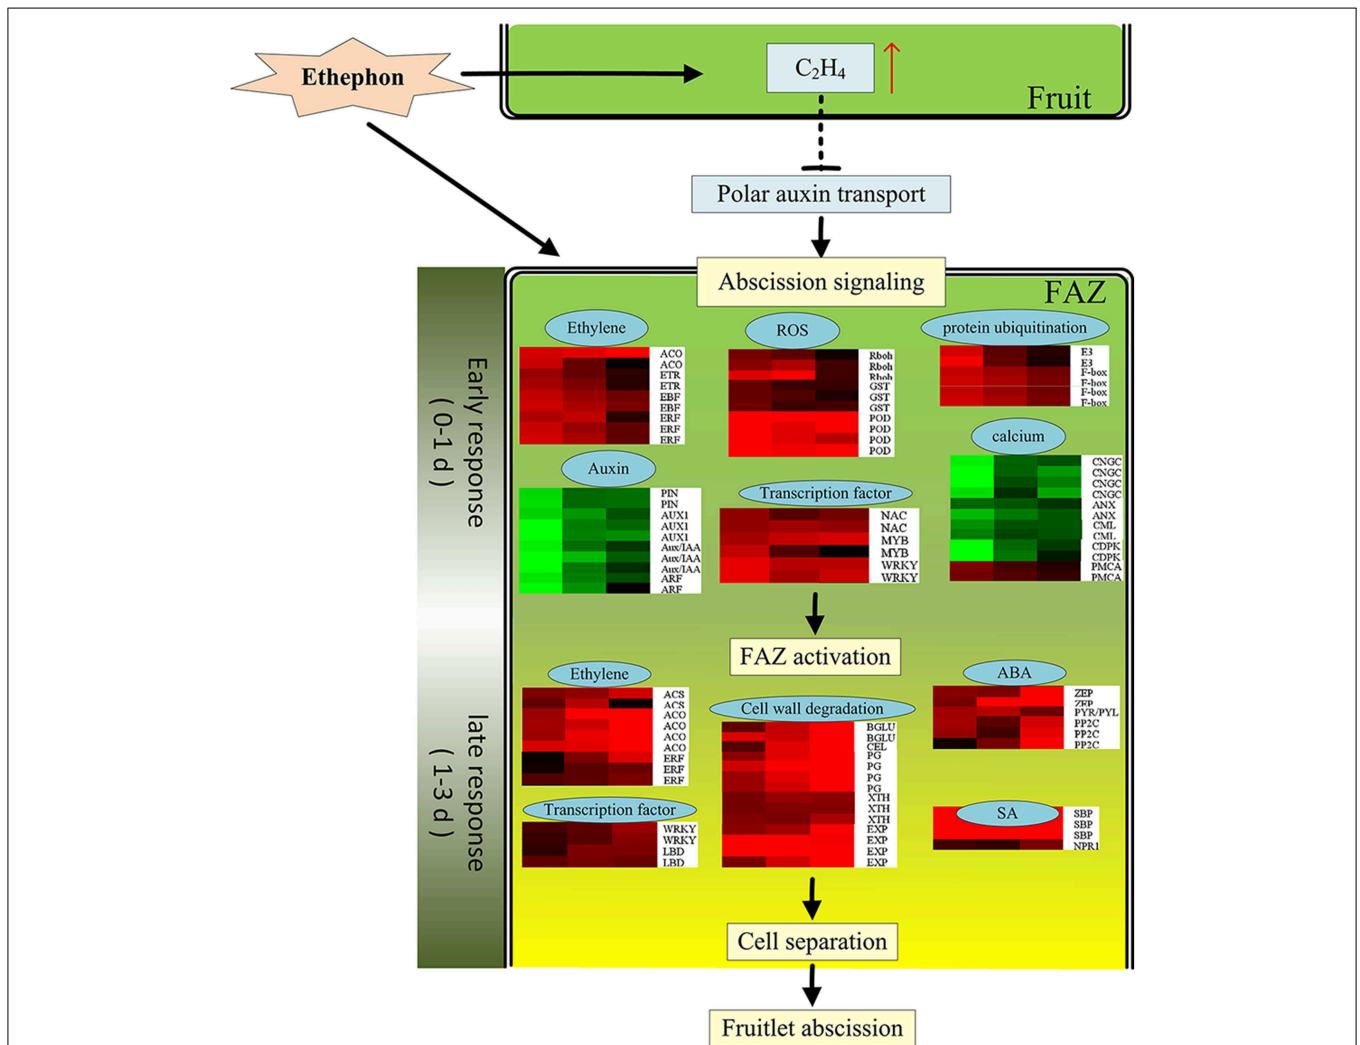 Ethephon
C₂H₄
Fruit
Polar auxin transport
Abscission signaling
FAZ
Early response
( 0-1 d )
Ethylene
ACO
ACO
ETR
ETR
EBF
EBF
ERF
ERF
ERF
ROS
Rboh
Rboh
Rboh
GST
GST
GST
POD
POD
POD
POD
protein ubiquitination
E3
E3
F-box
F-box
F-box
F-box
Auxin
PIN
PIN
AUX1
AUX1
AUX1
Aux/IAA
Aux/IAA
Aux/IAA
ARF
ARF
Transcription factor
NAC
NAC
MYB
MYB
WRKY
WRKY
calcium
CNGC
CNGC
CNGC
CNGC
ANX
ANX
CML
CML
CDPK
CDPK
PMCA
PMCA
FAZ activation
late response
( 1-3 d )
Ethylene
ACS
ACS
ACO
ACO
ACO
ACO
ERF
ERF
ERF
Cell wall degradation
BGLU
BGLU
CEL
PG
PG
PG
PG
XTH
XTH
XTH
EXP
EXP
EXP
EXP
ABA
ZEP
ZEP
PYR/PYL
PP2C
PP2C
PP2C
Transcription factor
WRKY
WRKY
LBD
LBD
SA
SBP
SBP
SBP
NPR1
Cell separation
Fruitlet abscission